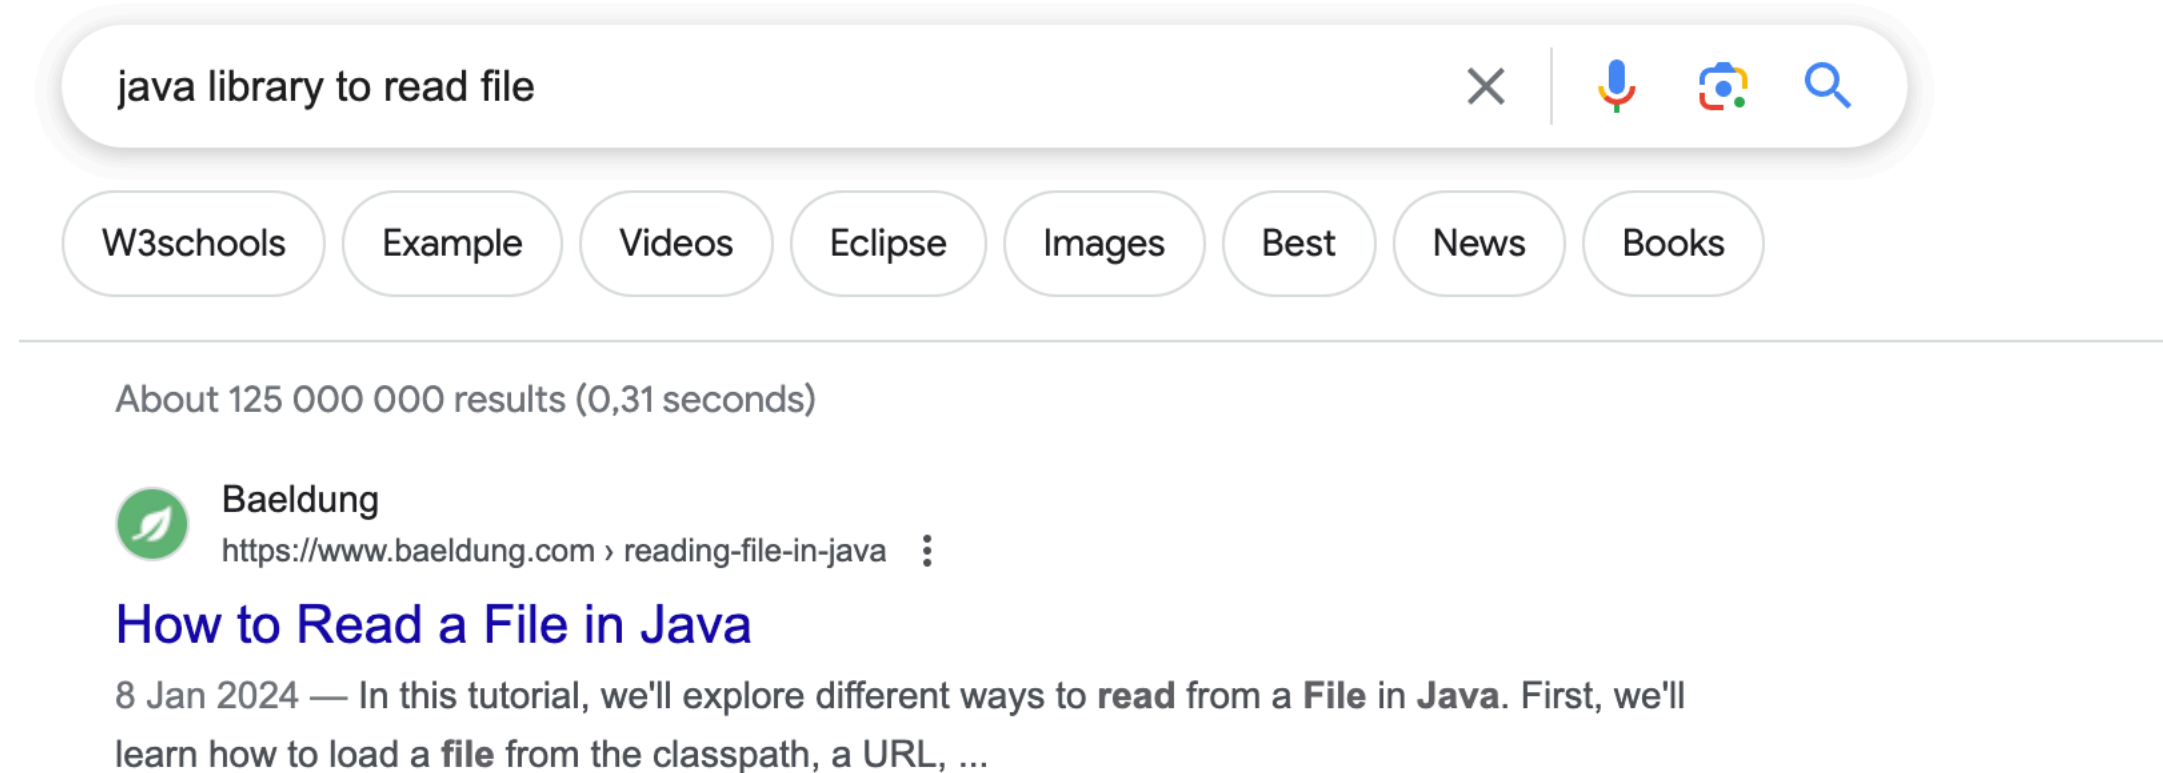 java library to read file
W3schools Example Videos Eclipse Images Best News Books
About 125 000 000 results (0,31 seconds)
Baeldung
https://www.baeldung.com › reading-file-in-java
How to Read a File in Java
8 Jan 2024 — In this tutorial, we'll explore different ways to read from a File in Java. First, we'll
learn how to load a file from the classpath, a URL, ...